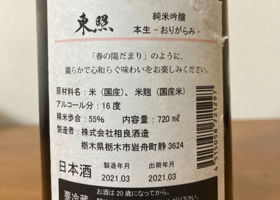 東照
純米吟醸
本生 -おりがらみ-
「春の陽だまり」のように、
柔らかで心和らぐ味わいをお楽しみください。
原材料名：米（国産）、米麹（国産米）
アルコール分：16度
精米歩合：55% 内容量：720㎖
製造者：株式会社相良酒造
栃木県栃木市岩舟町静3624
日本酒
製造年月 2021.03
出荷年月 2021.03
要冷蔵
お酒は20歳になってから。
4515038721297